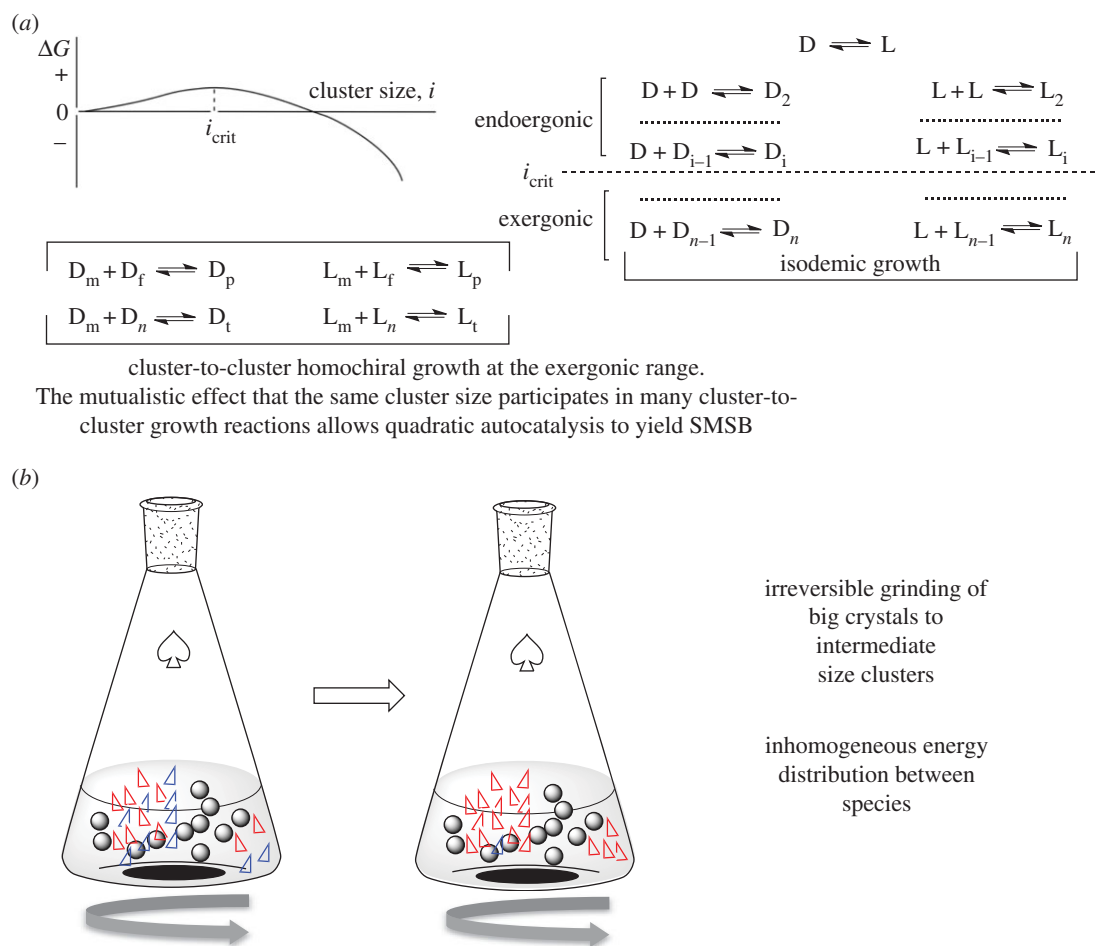 (a)
ΔG
+
0
−
cluster size, i
i_crit
D ⇌ L
endoergonic
D + D ⇌ D_2
L + L ⇌ L_2
D + D_{i–1} ⇌ D_i
L + L_{i–1} ⇌ L_i
i_crit
exergonic
D + D_{n–1} ⇌ D_n
L + L_{n–1} ⇌ L_n
isodemic growth
D_m + D_f ⇌ D_p
L_m + L_f ⇌ L_p
D_m + D_n ⇌ D_t
L_m + L_n ⇌ L_t
cluster-to-cluster homochiral growth at the exergonic range.
The mutualistic effect that the same cluster size participates in many cluster-to-
cluster growth reactions allows quadratic autocatalysis to yield SMSB
(b)
irreversible grinding of
big crystals to
intermediate
size clusters
inhomogeneous energy
distribution between
species